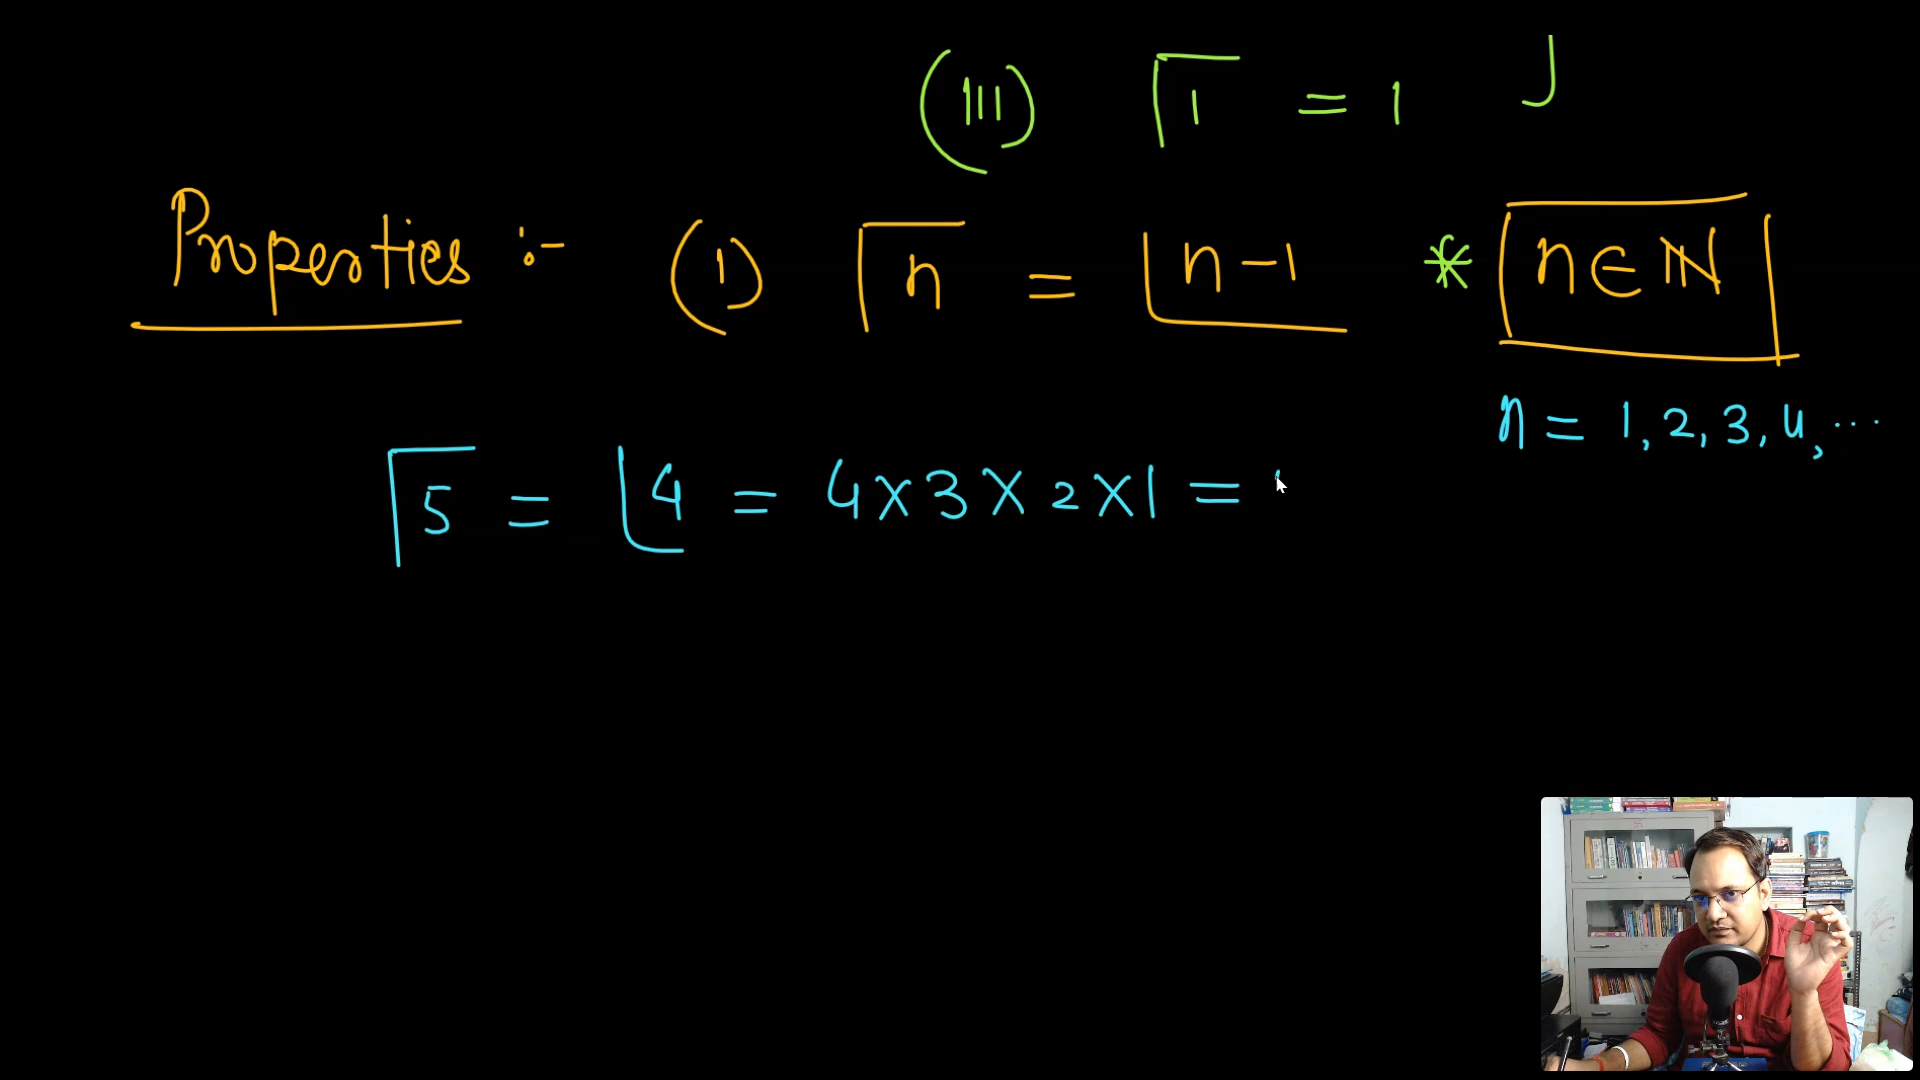 (III) Γ1 = 1
Properties :- (1) Γn = ⌊n-1 * n ∈ ℕ
n = 1, 2, 3, 4, ...
Γ5 = ⌊4 = 4 × 3 × 2 × 1 =